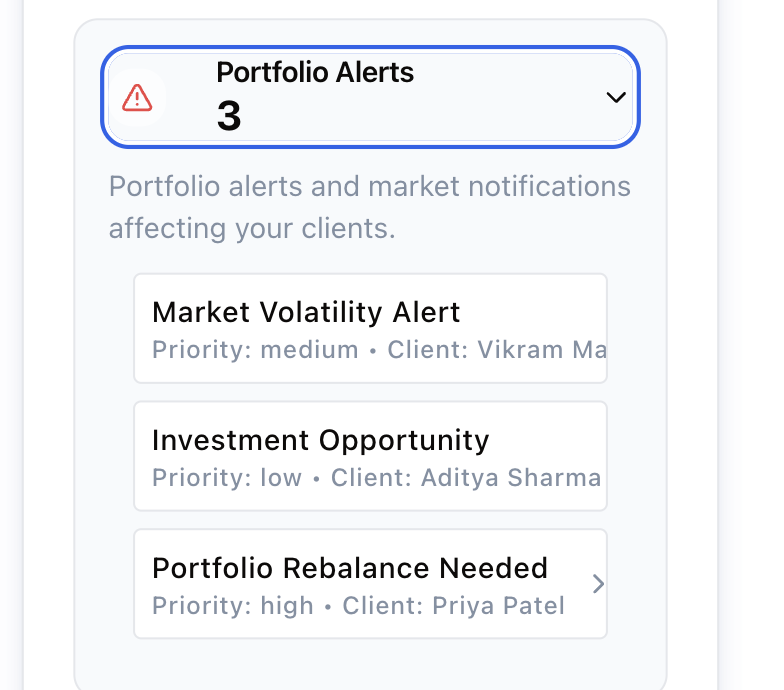 Portfolio Alerts
3
Portfolio alerts and market notifications
affecting your clients.
Market Volatility Alert
Priority: medium • Client: Vikram Ma
Investment Opportunity
Priority: low • Client: Aditya Sharma
Portfolio Rebalance Needed
Priority: high • Client: Priya Patel